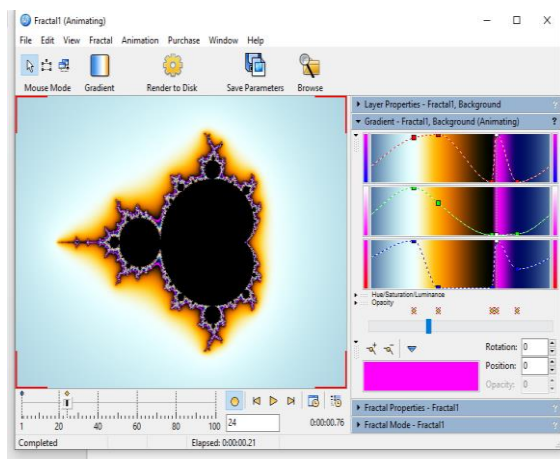 Fractal1 (Animating)
File Edit View Fractal Animation Purchase Window Help
Mouse Mode Gradient Render to Disk Save Parameters Browse
Layer Properties - Fractal1, Background ?
Gradient - Fractal1, Background (Animating) ?
Hue/Saturation/Luminance
Opacity
Rotation: 0
Position: 0
Opacity: 0
1 20 40 60 80 100 24 0:00:00.76
Fractal Properties - Fractal1 ?
Fractal Mode - Fractal1 ?
Completed Elapsed: 0:00:00.21